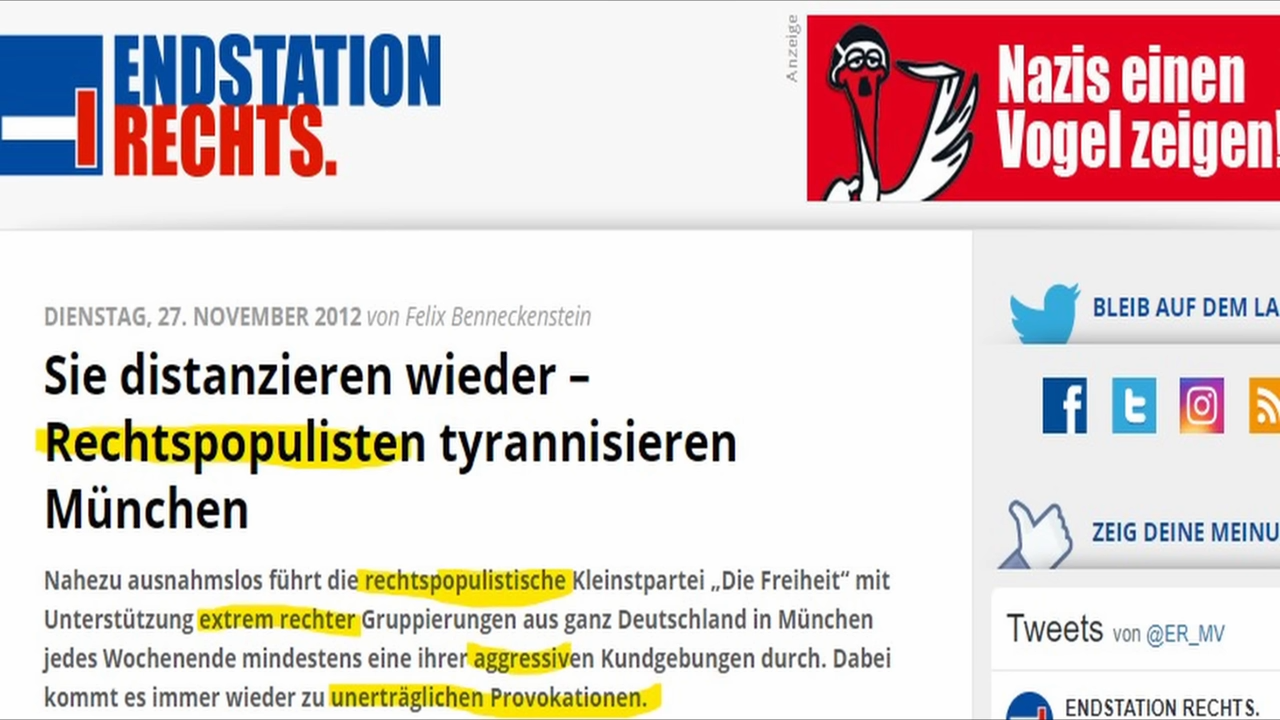 ENDSTATION
RECHTS.
Anzeige
Nazis einen
Vogel zeigen!
DIENSTAG, 27. NOVEMBER 2012 von Felix Benneckenstein
Sie distanzieren wieder –
Rechtspopulisten tyrannisieren
München
Nahezu ausnahmslos führt die rechtspopulistische Kleinstpartei „Die Freiheit“ mit
Unterstützung extrem rechter Gruppierungen aus ganz Deutschland in München
jedes Wochenende mindestens eine ihrer aggressiven Kundgebungen durch. Dabei
kommt es immer wieder zu unerträglichen Provokationen.
BLEIB AUF DEM LA
ZEIG DEINE MEINU
Tweets von @ER_MV
ENDSTATION RECHTS.